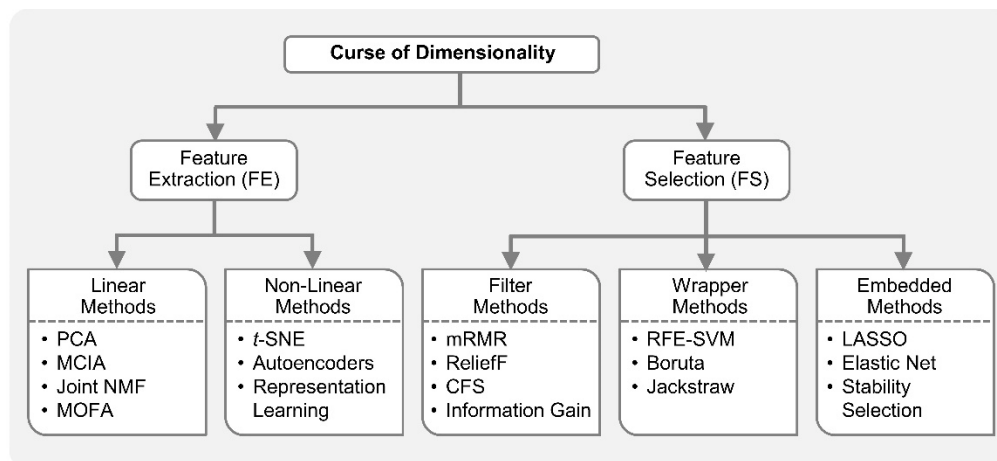 Curse of Dimensionality
Feature
Extraction (FE)
Feature
Selection (FS)
Linear
Methods
• PCA
• MCIA
• Joint NMF
• MOFA
Non-Linear
Methods
• t-SNE
• Autoencoders
• Representation
Learning
Filter
Methods
• mRMR
• ReliefF
• CFS
• Information Gain
Wrapper
Methods
• RFE-SVM
• Boruta
• Jackstraw
Embedded
Methods
• LASSO
• Elastic Net
• Stability
Selection